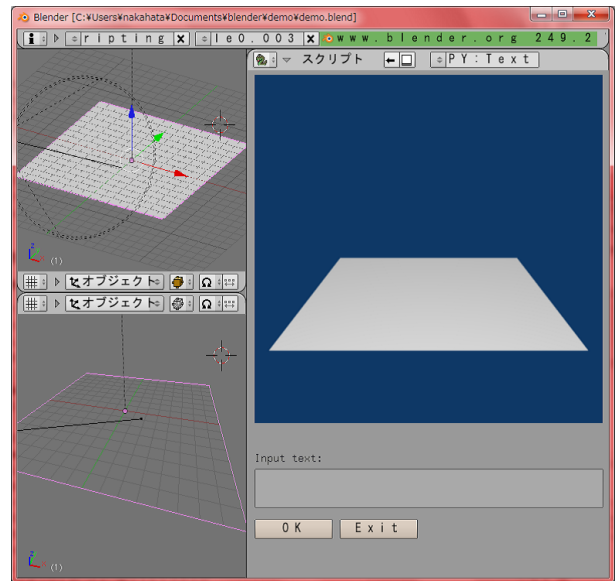 Blender [C:¥Users¥nakahata¥Documents¥blender¥demo¥demo.blend]
ripting X le0.003 X www.blender.org 249.2
スクリプト PY:Text
(1)
オブジェクト
オブジェクト
(1)
Input text:
OK Exit